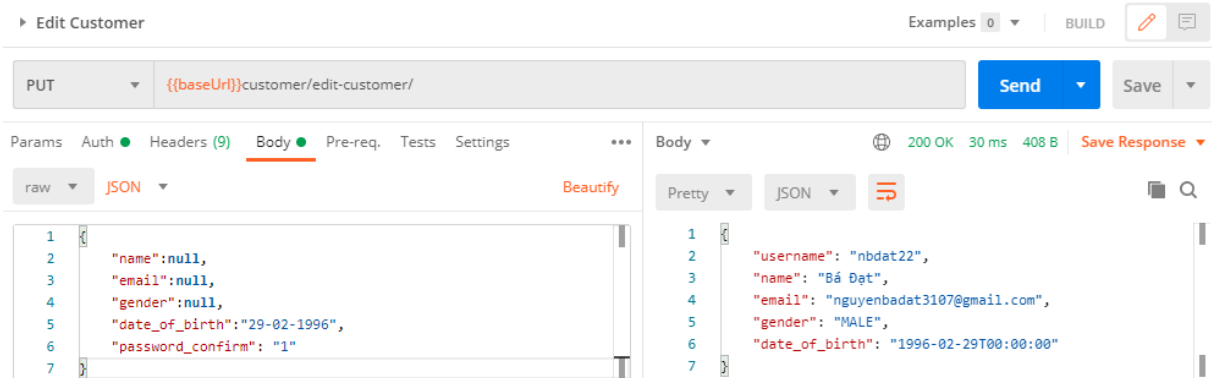 Edit Customer Examples 0 BUILD
PUT {{baseUrl}}customer/edit-customer/ Send Save
Params Auth Headers (9) Body Pre-req. Tests Settings ••• Body 200 OK 30 ms 408 B Save Response
raw JSON Beautify
Pretty JSON
1 {
2 "name":null,
3 "email":null,
4 "gender":null,
5 "date_of_birth":"29-02-1996",
6 "password_confirm": "1"
7 }
1 {
2 "username": "nbdat22",
3 "name": "Bá Đạt",
4 "email": "nguyenbadat3107@gmail.com",
5 "gender": "MALE",
6 "date_of_birth": "1996-02-29T00:00:00"
7 }